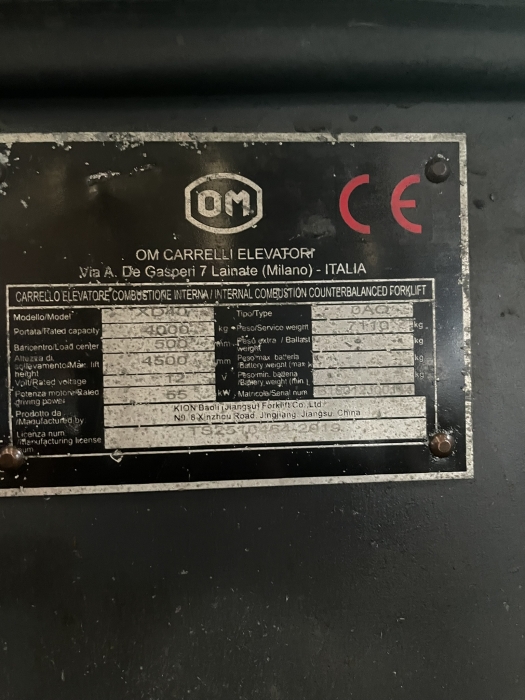 OM
CE
OM CARRELLI ELEVATORI
Via A. De Gasperi 7 Lainate (Milano) - ITALIA
CARRELLO ELEVATORE COMBUSTIONE INTERNA / INTERNAL COMBUSTION COUNTERBALANCED FORKLIFT
Modello/Model XD40 Tipo/Type
Portata/Rated capacity 4000 kg Peso/Service weight 7110 kg
Baricentro/Load center 500 mm Peso extra / Ballast weight kg
Altezza di sollevamento/Max. lift height 4500 mm Peso max. batteria /Battery weight (max.) kg
Volt/Rated voltage 12 V Peso min. batteria /Battery weight (min.) kg
Potenza motore/Rated driving power 55 kW Matricola/Serial num
Prodotto da /Manufactured by KION Baoli (Jiangsu) Forklift Co., Ltd.
N0. 8 Xinzhou Road, Jingjiang, Jiangsu, China
Licenza num. /manufacturing license num